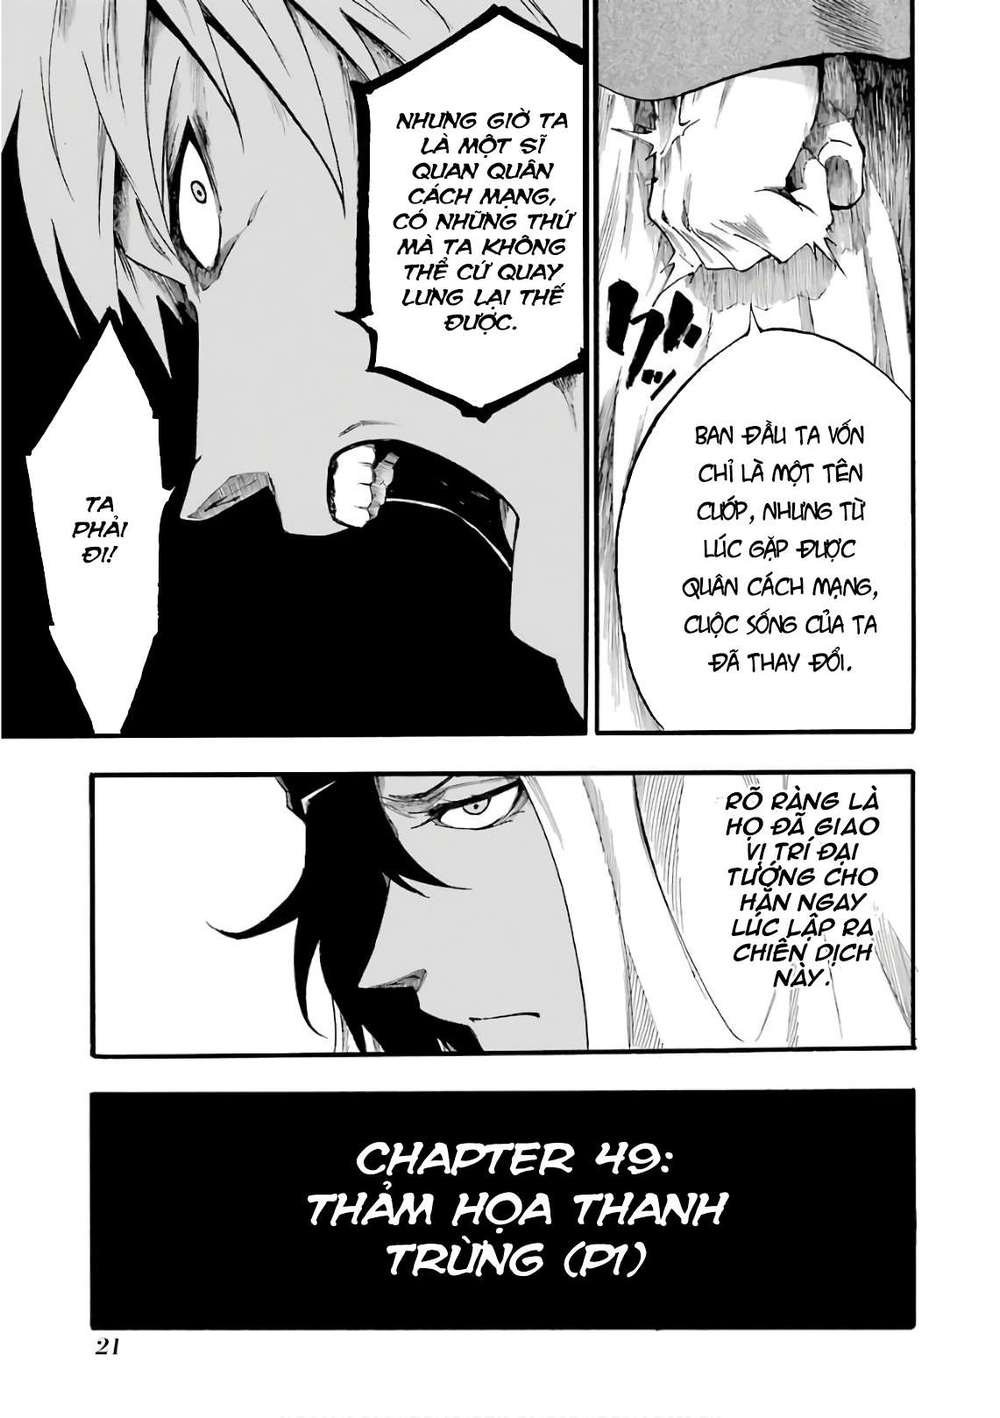 BAN ĐẦU TA VỐN
CHỈ LÀ MỘT TÊN
CƯỚP, NHƯNG TỪ
LÚC GẶP ĐƯỢC
QUÂN CÁCH MẠNG,
CUỘC SỐNG CỦA TA
ĐÃ THAY ĐỔI.
グッ
NHƯNG GIỜ TA
LÀ MỘT SĨ
QUAN QUÂN
CÁCH MẠNG,
CÓ NHỮNG THỨ
MÀ TA KHÔNG
THỂ CỨ QUAY
LƯNG LẠI THẾ
ĐƯỢC.
TA
PHẢI
ĐI!
RÕ RÀNG LÀ
HỌ ĐÃ GIAO
VỊ TRÍ ĐẠI
TƯỚNG CHO
HẮN NGAY
LÚC LẬP RA
CHIẾN DỊCH
NÀY.
CHAPTER 49:
THẢM HỌA THANH
TRỪNG (P1)
21